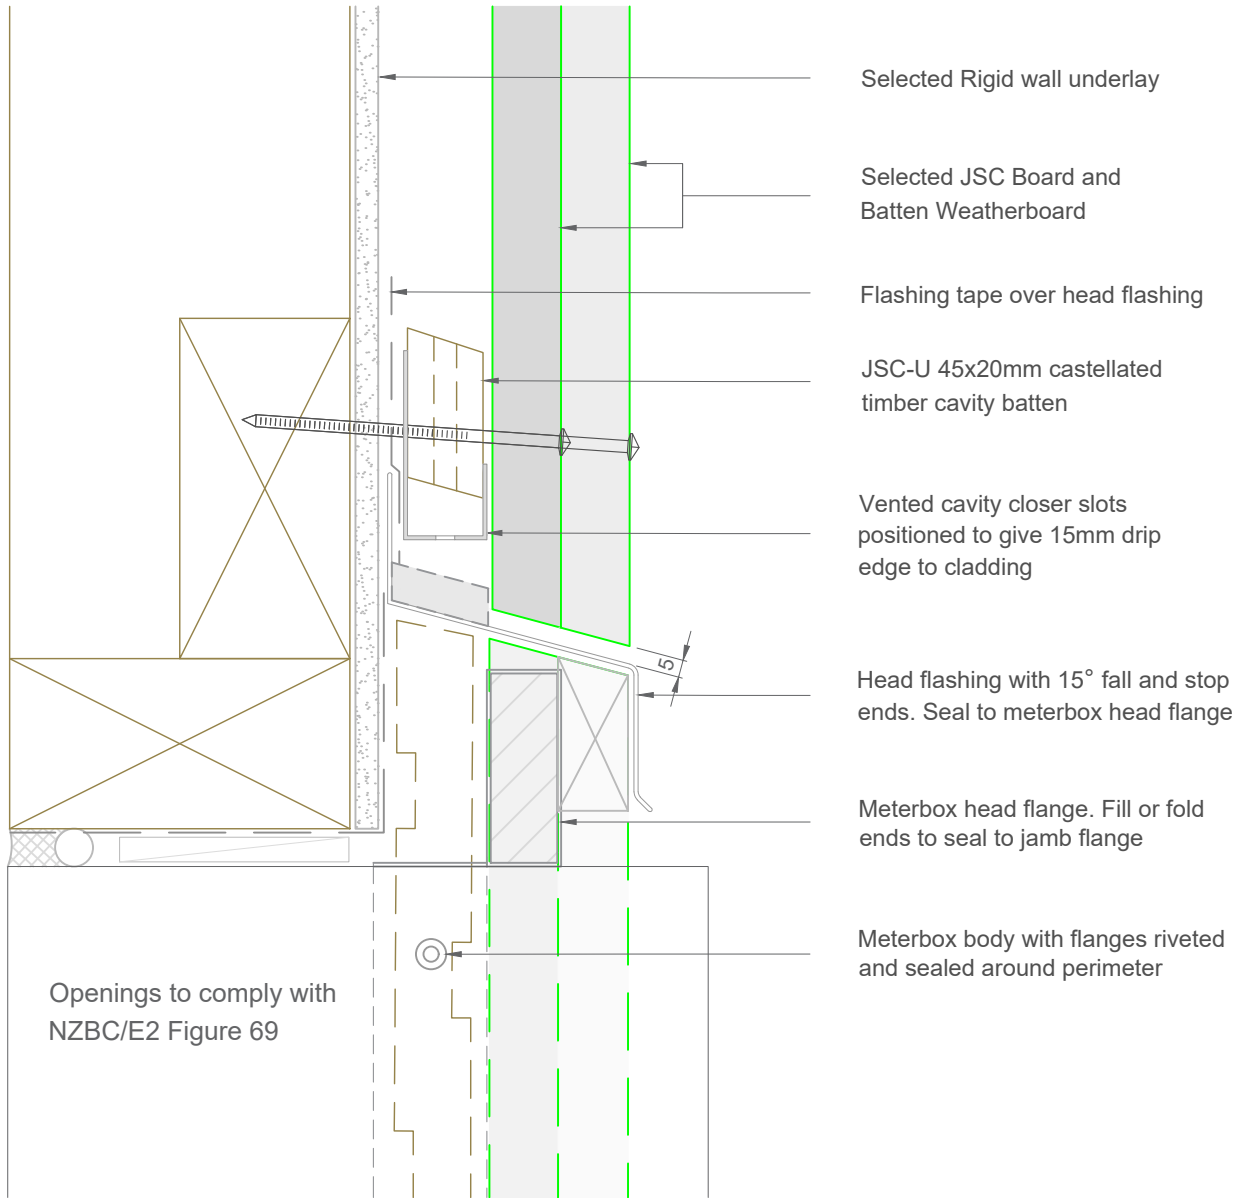 Selected Rigid wall underlay
Selected JSC Board and
Batten Weatherboard
Flashing tape over head flashing
JSC-U 45x20mm castellated
timber cavity batten
Vented cavity closer slots
positioned to give 15mm drip
edge to cladding
5
Head flashing with 15° fall and stop
ends. Seal to meterbox head flange
Meterbox head flange. Fill or fold
ends to seal to jamb flange
Meterbox body with flanges riveted
and sealed around perimeter
Openings to comply with
NZBC/E2 Figure 69